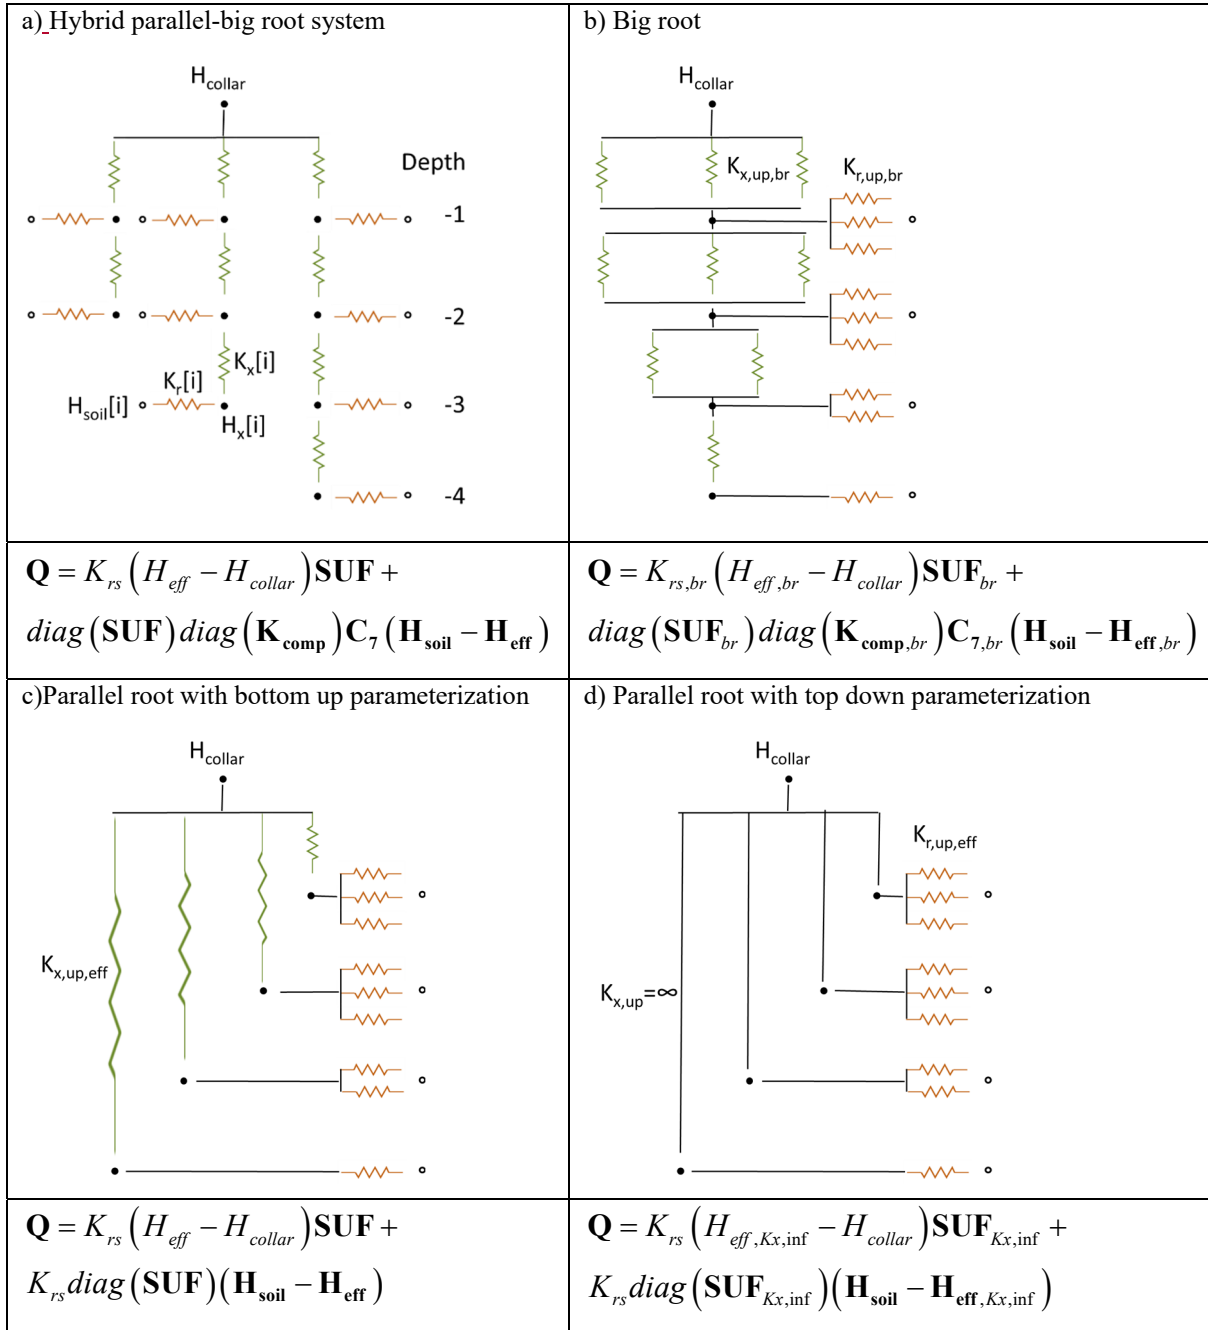 a) Hybrid parallel-big root system
H_collar
Depth
-1
-2
K_x[i]
K_r[i]
H_soil[i]
-3
H_x[i]
-4
b) Big root
H_collar
K_x,up,br
K_r,up,br
Q = K_rs (H_eff − H_collar) SUF +
diag(SUF) diag(K_comp) C_7 (H_soil − H_eff)
Q = K_rs,br (H_eff,br − H_collar) SUF_br +
diag(SUF_br) diag(K_comp,br) C_7,br (H_soil − H_eff,br)
c)Parallel root with bottom up parameterization
H_collar
K_x,up,eff
d) Parallel root with top down parameterization
H_collar
K_r,up,eff
K_x,up=∞
Q = K_rs (H_eff − H_collar) SUF +
K_rs diag(SUF)(H_soil − H_eff)
Q = K_rs (H_eff,Kx,inf − H_collar) SUF_Kx,inf +
K_rs diag(SUF_Kx,inf)(H_soil − H_eff,Kx,inf)